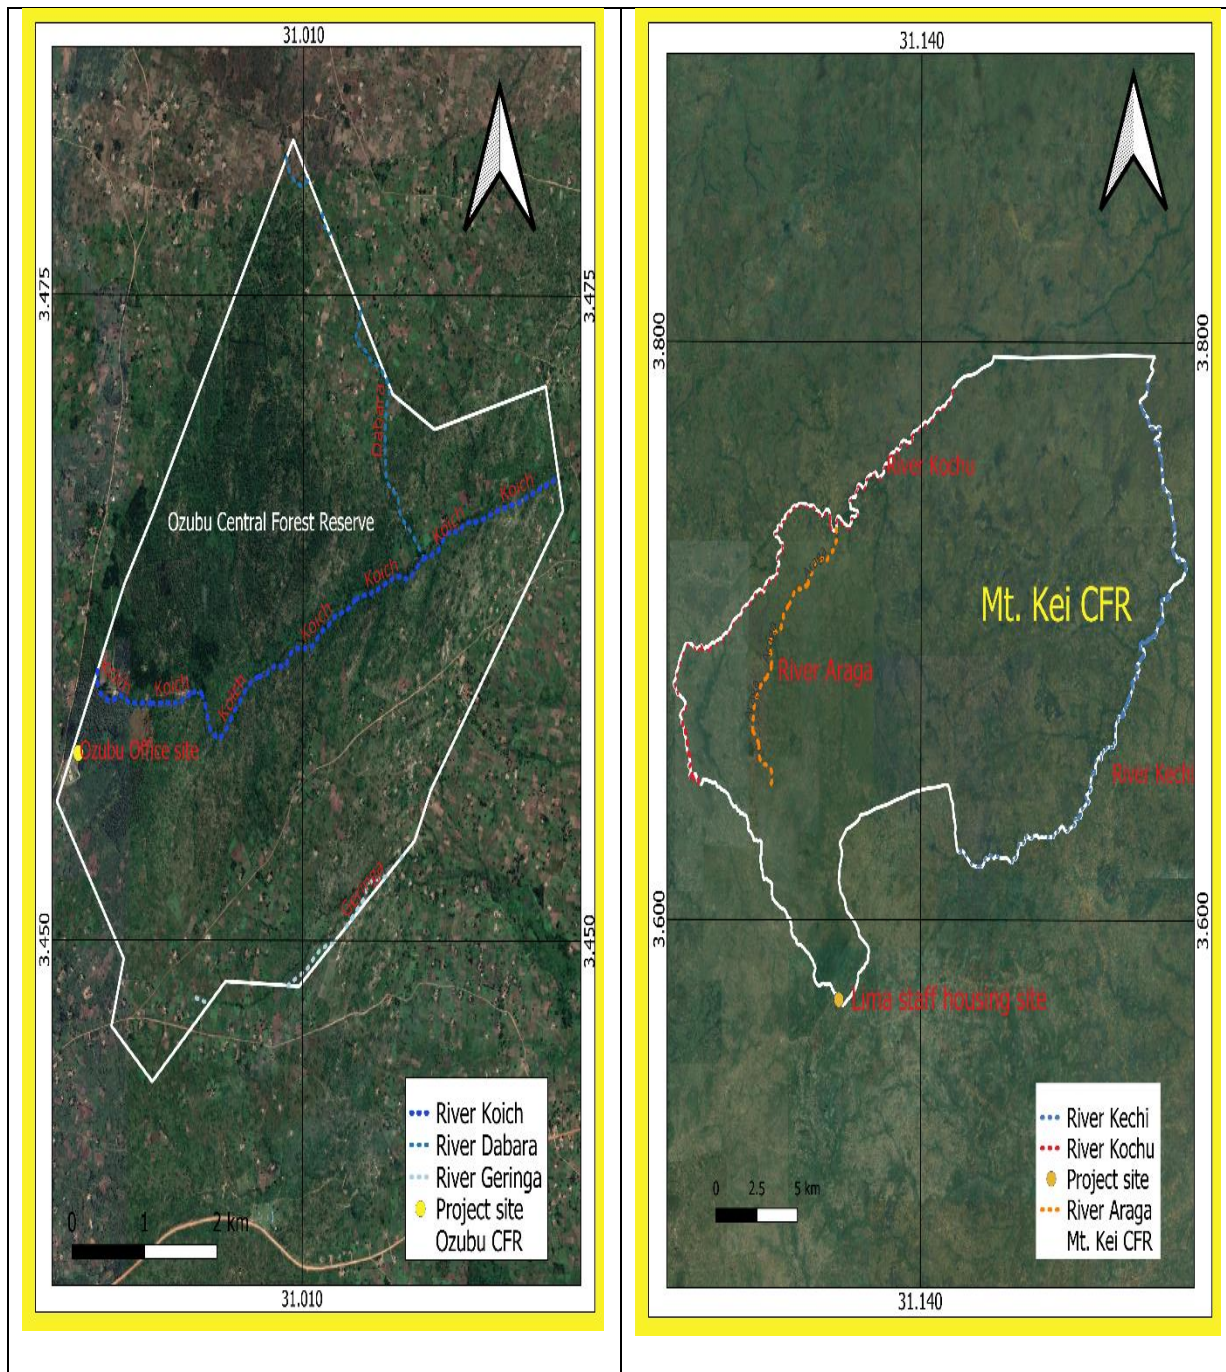 31.010
3.475
3.475
Dabara
Koich
Koich
Ozubu Central Forest Reserve
Koich
Koich
Koich
Koich
Koich
Ozubu Office site
Geringa
3.450
3.450
River Koich
River Dabara
River Geringa
Project site
Ozubu CFR
0 1 2 km
31.010
31.140
3.800
3.800
River Kochu
Mt. Kei CFR
River Araga
River Kechi
3.600
3.600
Lima staff housing site
River Kechi
River Kochu
Project site
River Araga
Mt. Kei CFR
0 2.5 5 km
31.140